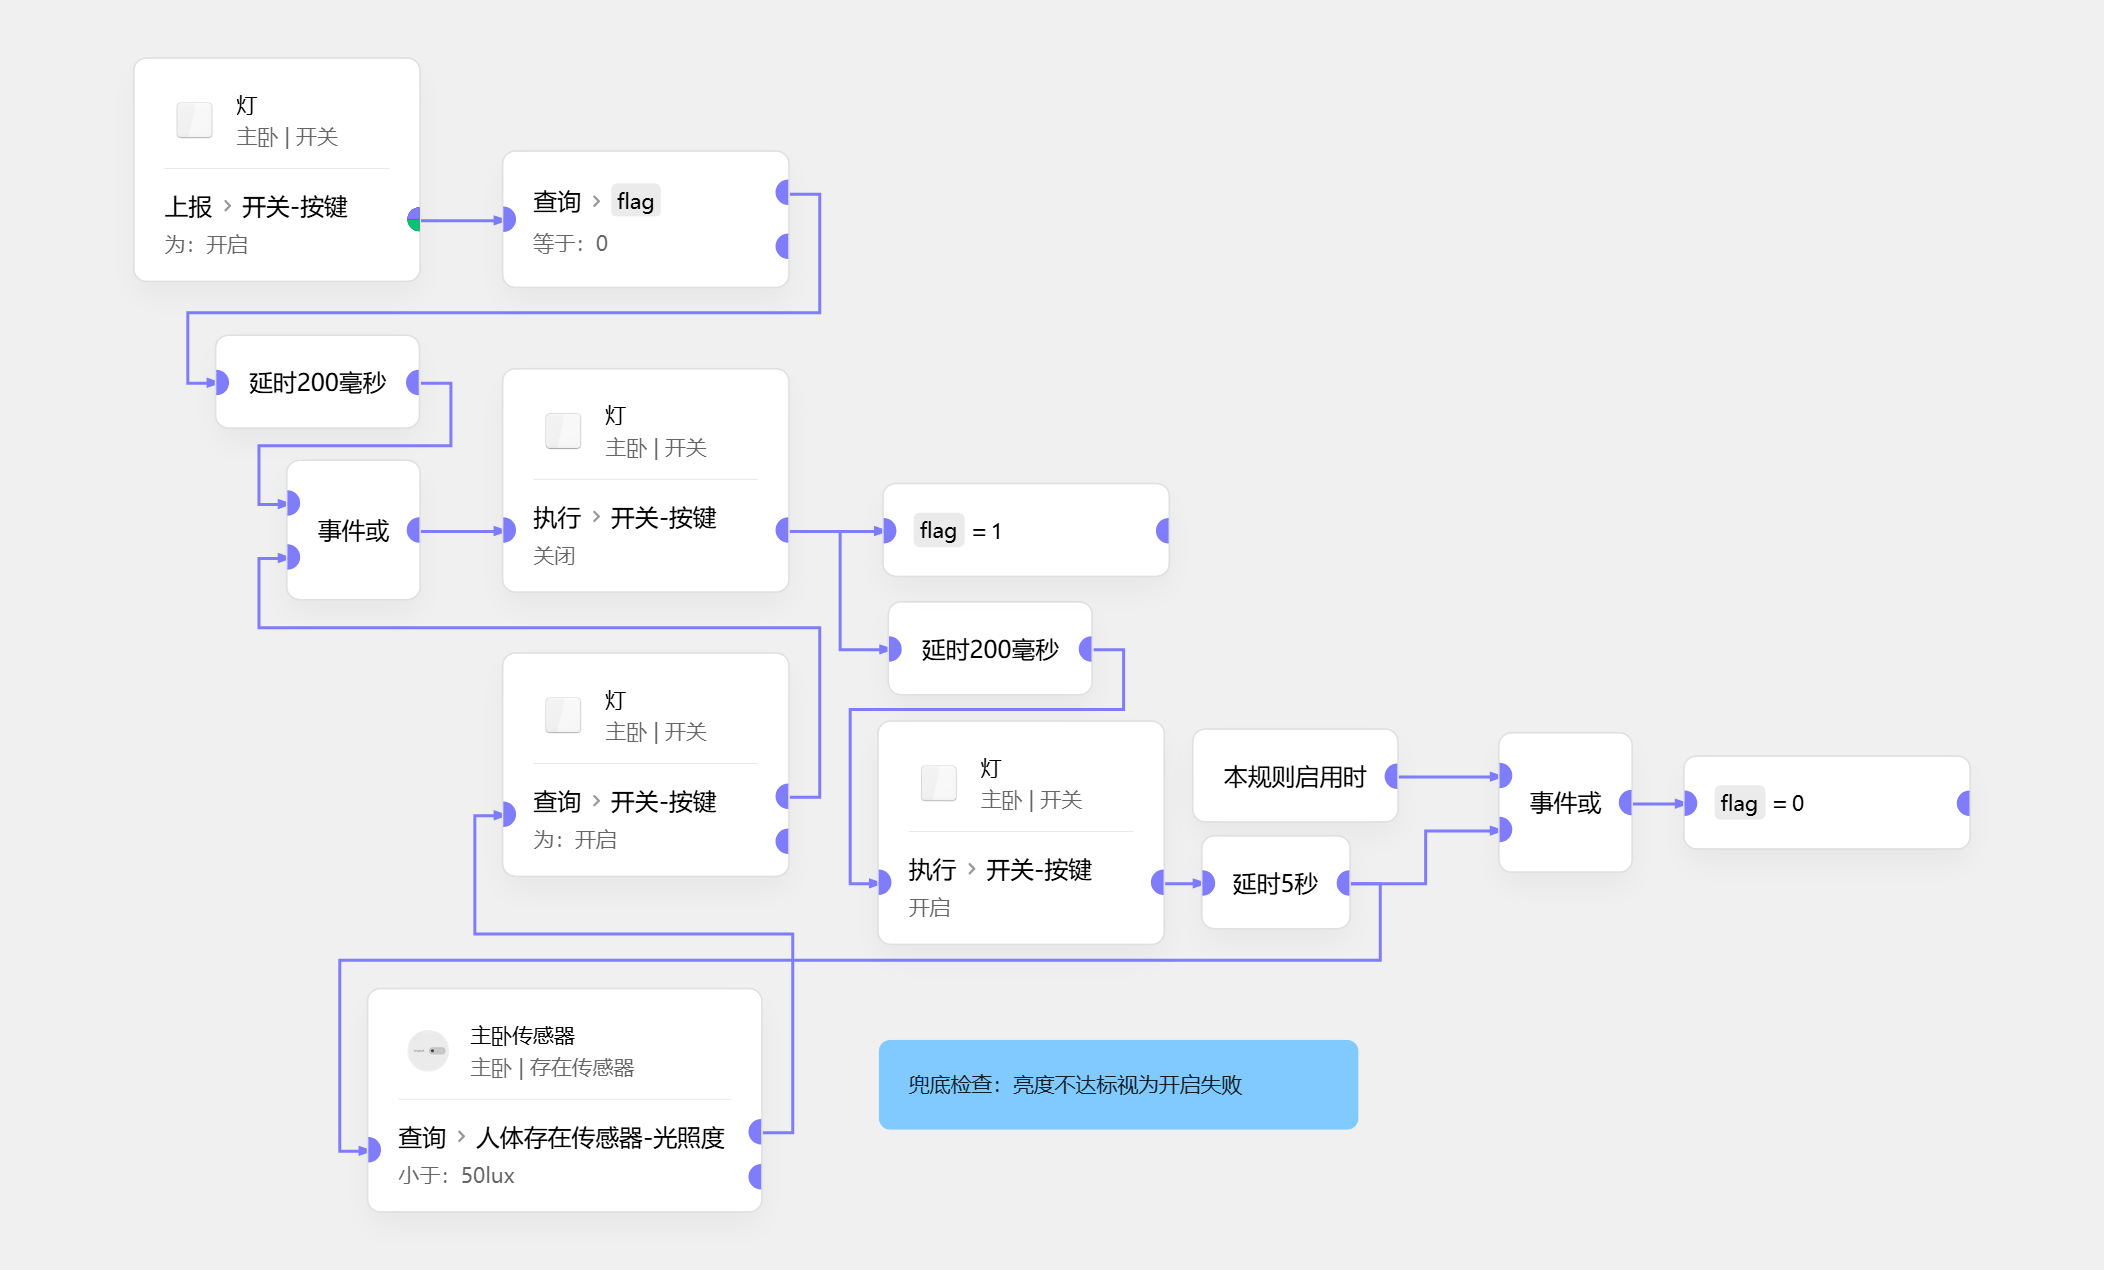 灯
主卧 | 开关
上报 > 开关-按键
为：开启
查询 > flag
等于：0
延时200毫秒
事件或
灯
主卧 | 开关
执行 > 开关-按键
关闭
flag = 1
延时200毫秒
灯
主卧 | 开关
查询 > 开关-按键
为：开启
灯
主卧 | 开关
执行 > 开关-按键
开启
本规则启用时
延时5秒
事件或
flag = 0
主卧传感器
主卧 | 存在传感器
查询 > 人体存在传感器-光照度
小于：50lux
兜底检查：亮度不达标视为开启失败